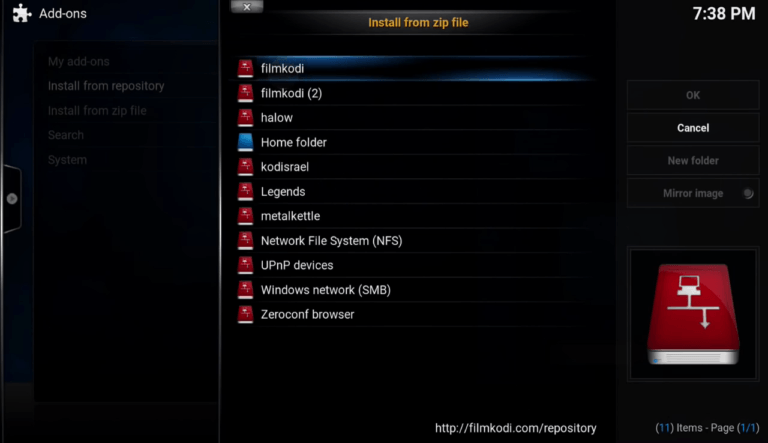 Add-ons
Install from zip file
7:38 PM
My add-ons
Install from repository
Install from zip file
Search
System
filmkodi
filmkodi (2)
halow
Home folder
kodisrael
Legends
metalkettle
Network File System (NFS)
UPnP devices
Windows network (SMB)
Zeroconf browser
OK
Cancel
New folder
Mirror image
http://filmkodi.com/repository
(11) Items - Page (1/1)